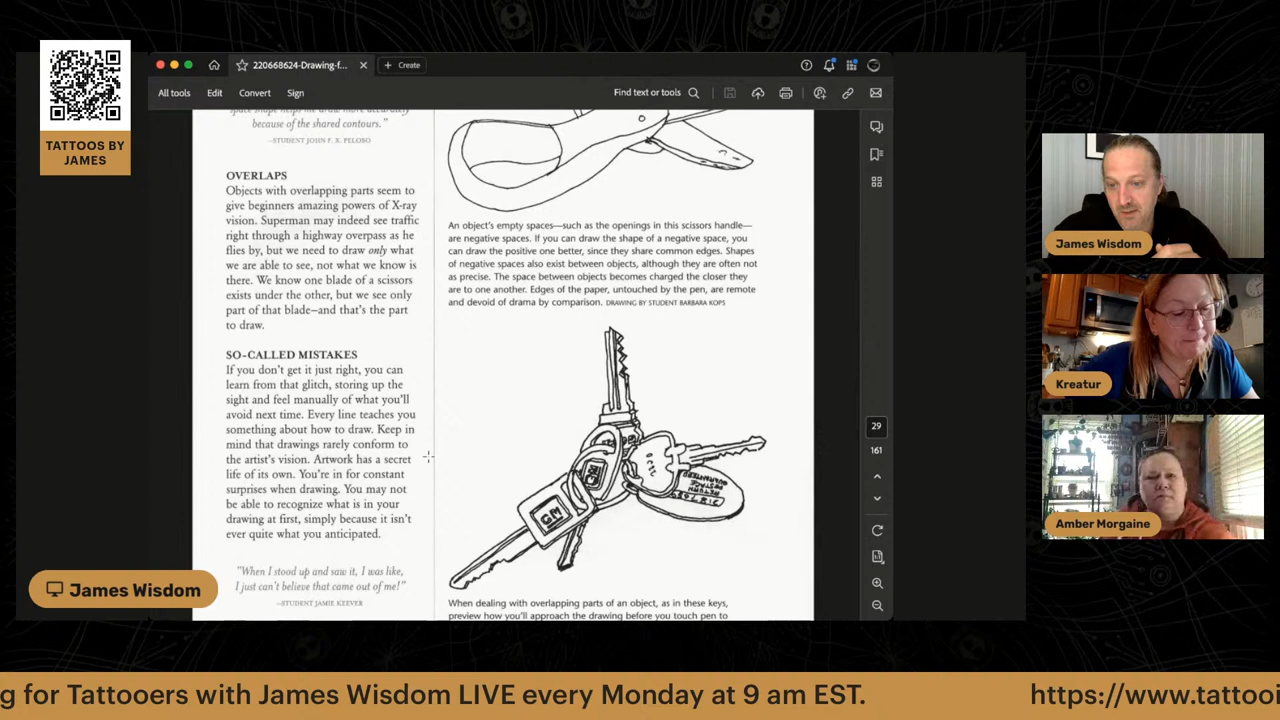 TATTOOS BY
JAMES
220668624-Drawing-f...
Create
All tools
Edit
Convert
Sign
Find text or tools
space shape helps me draw more accurately
because of the shared contours."
–STUDENT JOHN F. X. PELOSO
OVERLAPS
Objects with overlapping parts seem to
give beginners amazing powers of X-ray
vision. Superman may indeed see traffic
right through a highway overpass as he
flies by, but we need to draw only what
we are able to see, not what we know is
there. We know one blade of a scissors
exists under the other, but we see only
part of that blade—and that's the part
to draw.
SO-CALLED MISTAKES
If you don't get it just right, you can
learn from that glitch, storing up the
sight and feel manually of what you'll
avoid next time. Every line teaches you
something about how to draw. Keep in
mind that drawings rarely conform to
the artist's vision. Artwork has a secret
life of its own. You're in for constant
surprises when drawing. You may not
be able to recognize what is in your
drawing at first, simply because it isn't
ever quite what you anticipated.
"When I stood up and saw it, I was like,
I just can't believe that came out of me!"
—STUDENT JAMIE KEEVER
An object's empty spaces—such as the openings in this scissors handle—
are negative spaces. If you can draw the shape of a negative space, you
can draw the positive one better, since they share common edges. Shapes
of negative spaces also exist between objects, although they are often not
as precise. The space between objects becomes charged the closer they
are to one another. Edges of the paper, untouched by the pen, are remote
and devoid of drama by comparison. DRAWING BY STUDENT BARBARA KOPS
GM
When dealing with overlapping parts of an object, as in these keys,
preview how you'll approach the drawing before you touch pen to
29
161
James Wisdom
Kreatur
Amber Morgaine
James Wisdom
g for Tattooers with James Wisdom LIVE every Monday at 9 am EST.
https://www.tattooi